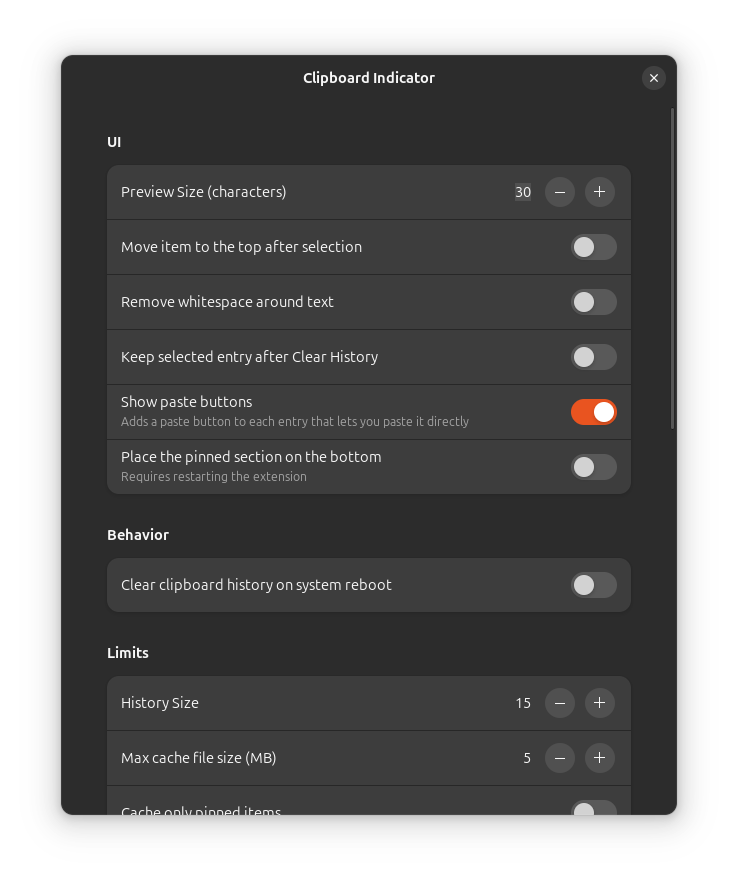 Clipboard Indicator
UI
Preview Size (characters) 30
Move item to the top after selection
Remove whitespace around text
Keep selected entry after Clear History
Show paste buttons
Adds a paste button to each entry that lets you paste it directly
Place the pinned section on the bottom
Requires restarting the extension
Behavior
Clear clipboard history on system reboot
Limits
History Size 15
Max cache file size (MB) 5
Cache only pinned items